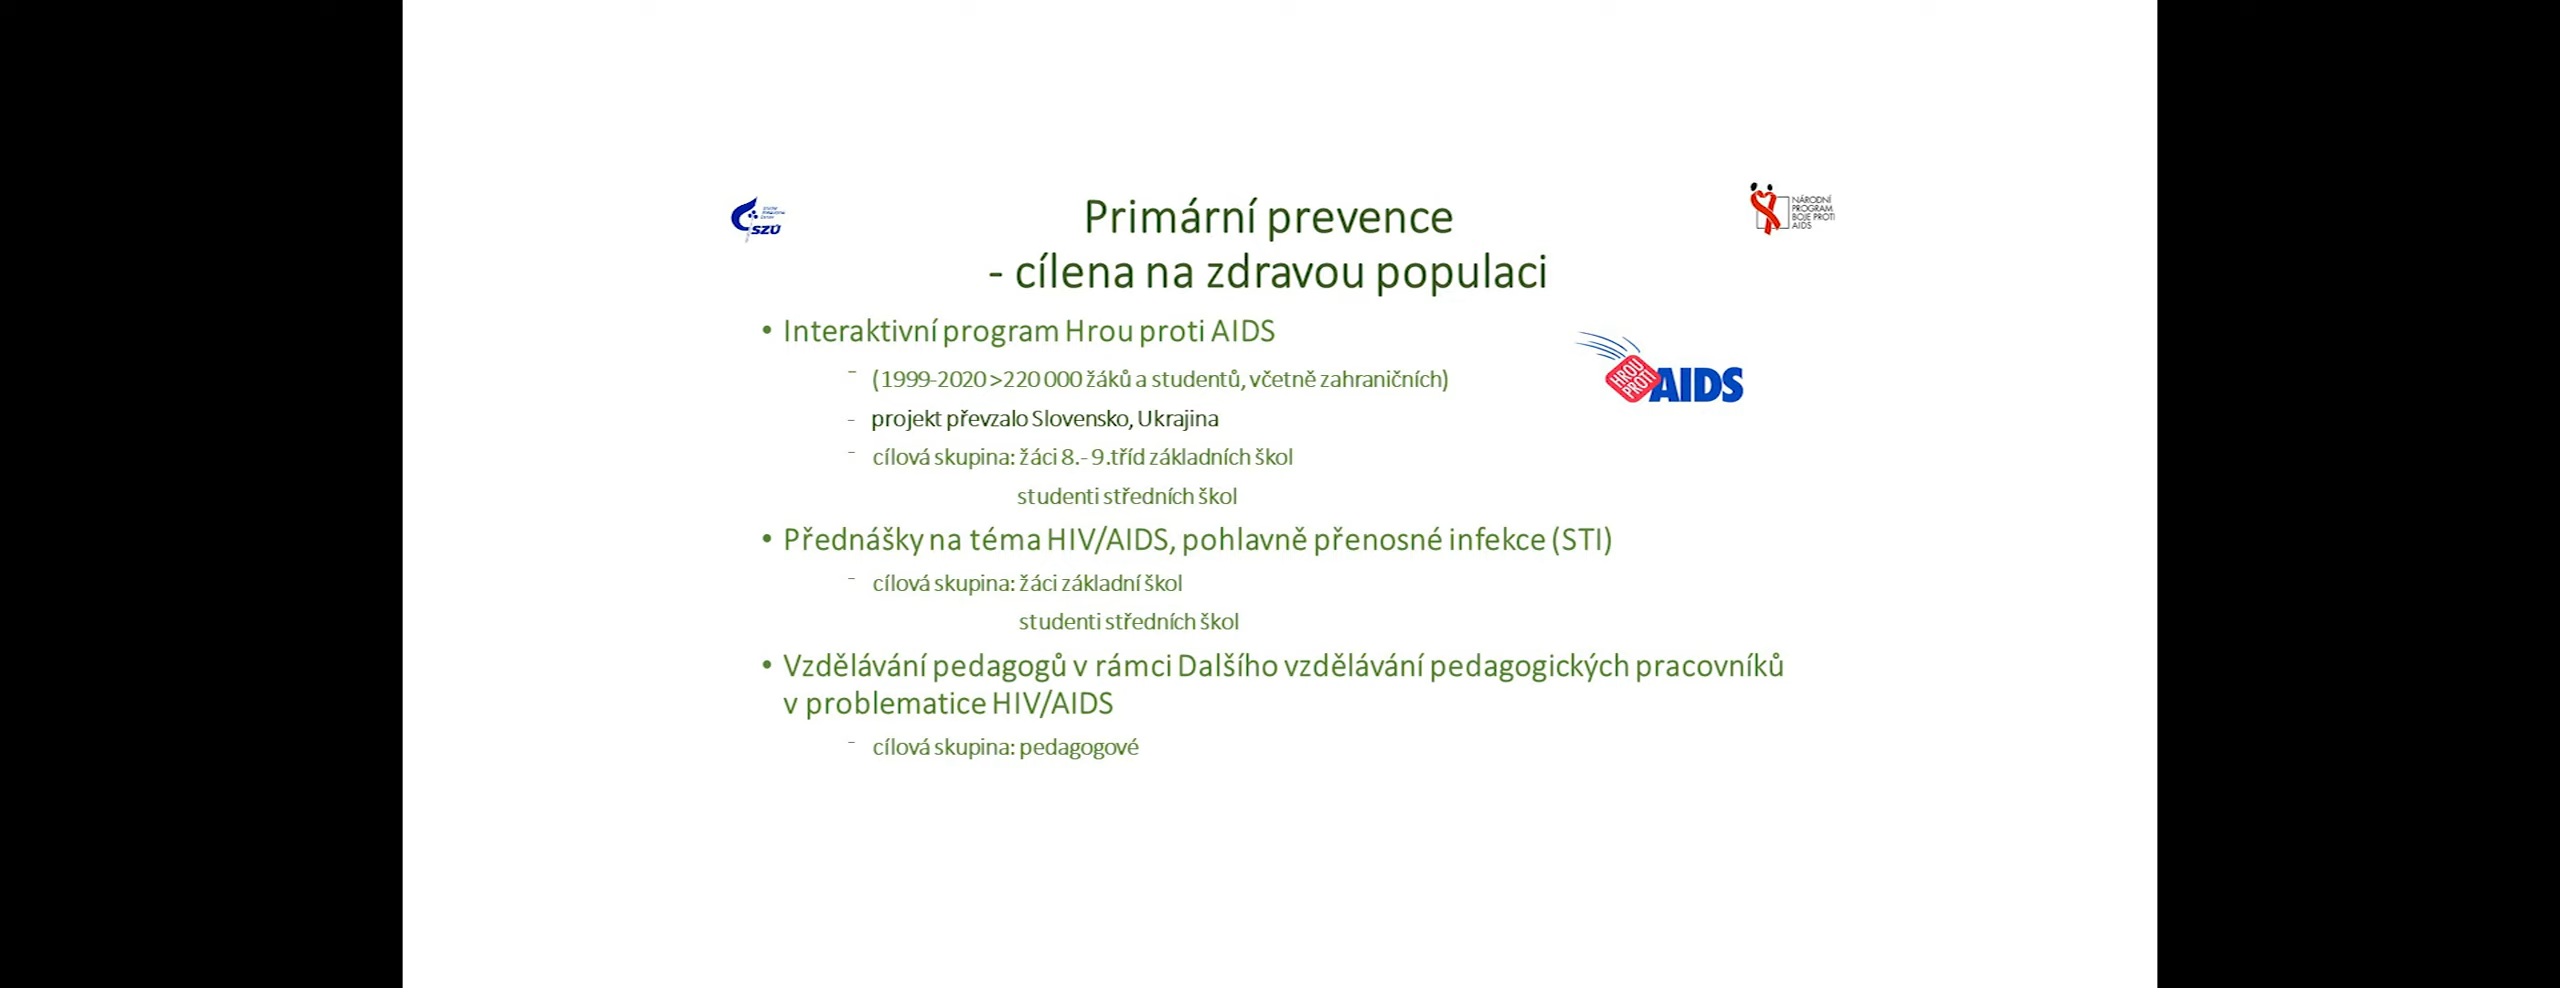 SZÚ
NÁRODNÍ
PROGRAM
BOJE PROTI
AIDS
Primární prevence
- cílena na zdravou populaci
• Interaktivní program Hrou proti AIDS
- (1999-2020 >220 000 žáků a studentů, včetně zahraničních)
- projekt převzalo Slovensko, Ukrajina
- cílová skupina: žáci 8.- 9.tříd základních škol
studenti středních škol
HROU
PROTI
AIDS
• Přednášky na téma HIV/AIDS, pohlavně přenosné infekce (STI)
- cílová skupina: žáci základní škol
studenti středních škol
• Vzdělávání pedagogů v rámci Dalšího vzdělávání pedagogických pracovníků
v problematice HIV/AIDS
- cílová skupina: pedagogové